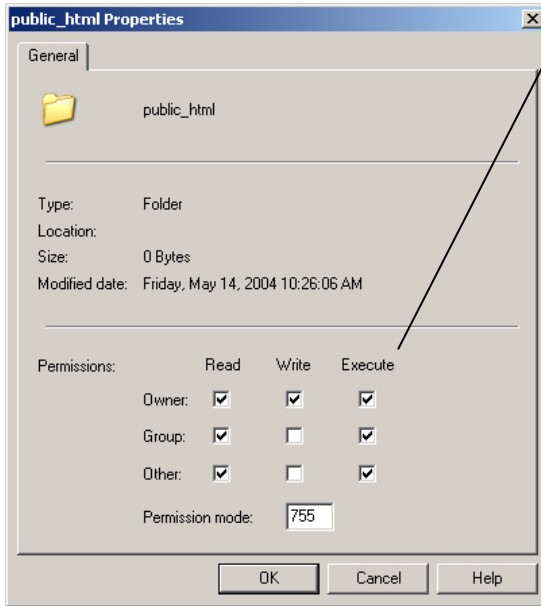 public_html Properties
General
public_html
Type: Folder
Location:
Size: 0 Bytes
Modified date: Friday, May 14, 2004 10:26:06 AM
Permissions: Read Write Execute
Owner:
Group:
Other:
Permission mode: 755
OK Cancel Help